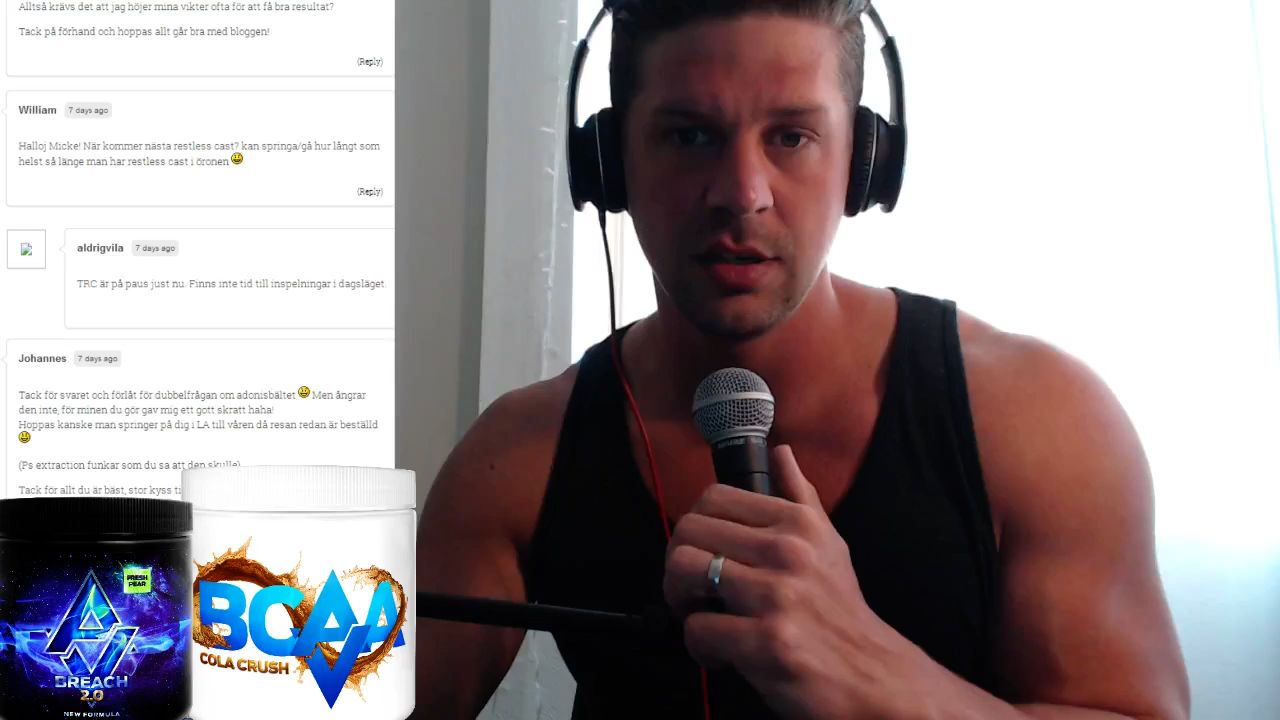 Alltså krävs det att jag höjer mina vikter ofta för att få bra resultat?
Tack på förhand och hoppas allt går bra med bloggen!
(Reply)
William 7 days ago
Halloj Micke! När kommer nästa restless cast? kan springa/gå hur långt som
helst så länge man har restless cast i öronen
(Reply)
aldrigvila 7 days ago
TRC är på paus just nu. Finns inte tid till inspelningar i dagsläget.
Johannes 7 days ago
Tack för svaret och förlåt för dubbelfrågan om adonisbältet Men ångrar
den inte, för minen du gör gav mig ett gott skratt haha!
Hoppas kanske man springer på dig i LA till våren då resan redan är beställd
(Ps extraction funkar som du sa att den skulle)
Tack för allt du är bäst, stor kyss
FRESH
PEAR
BREACH
2.0
NEW FORMULA
BCAA
COLA CRUSH
SHURE